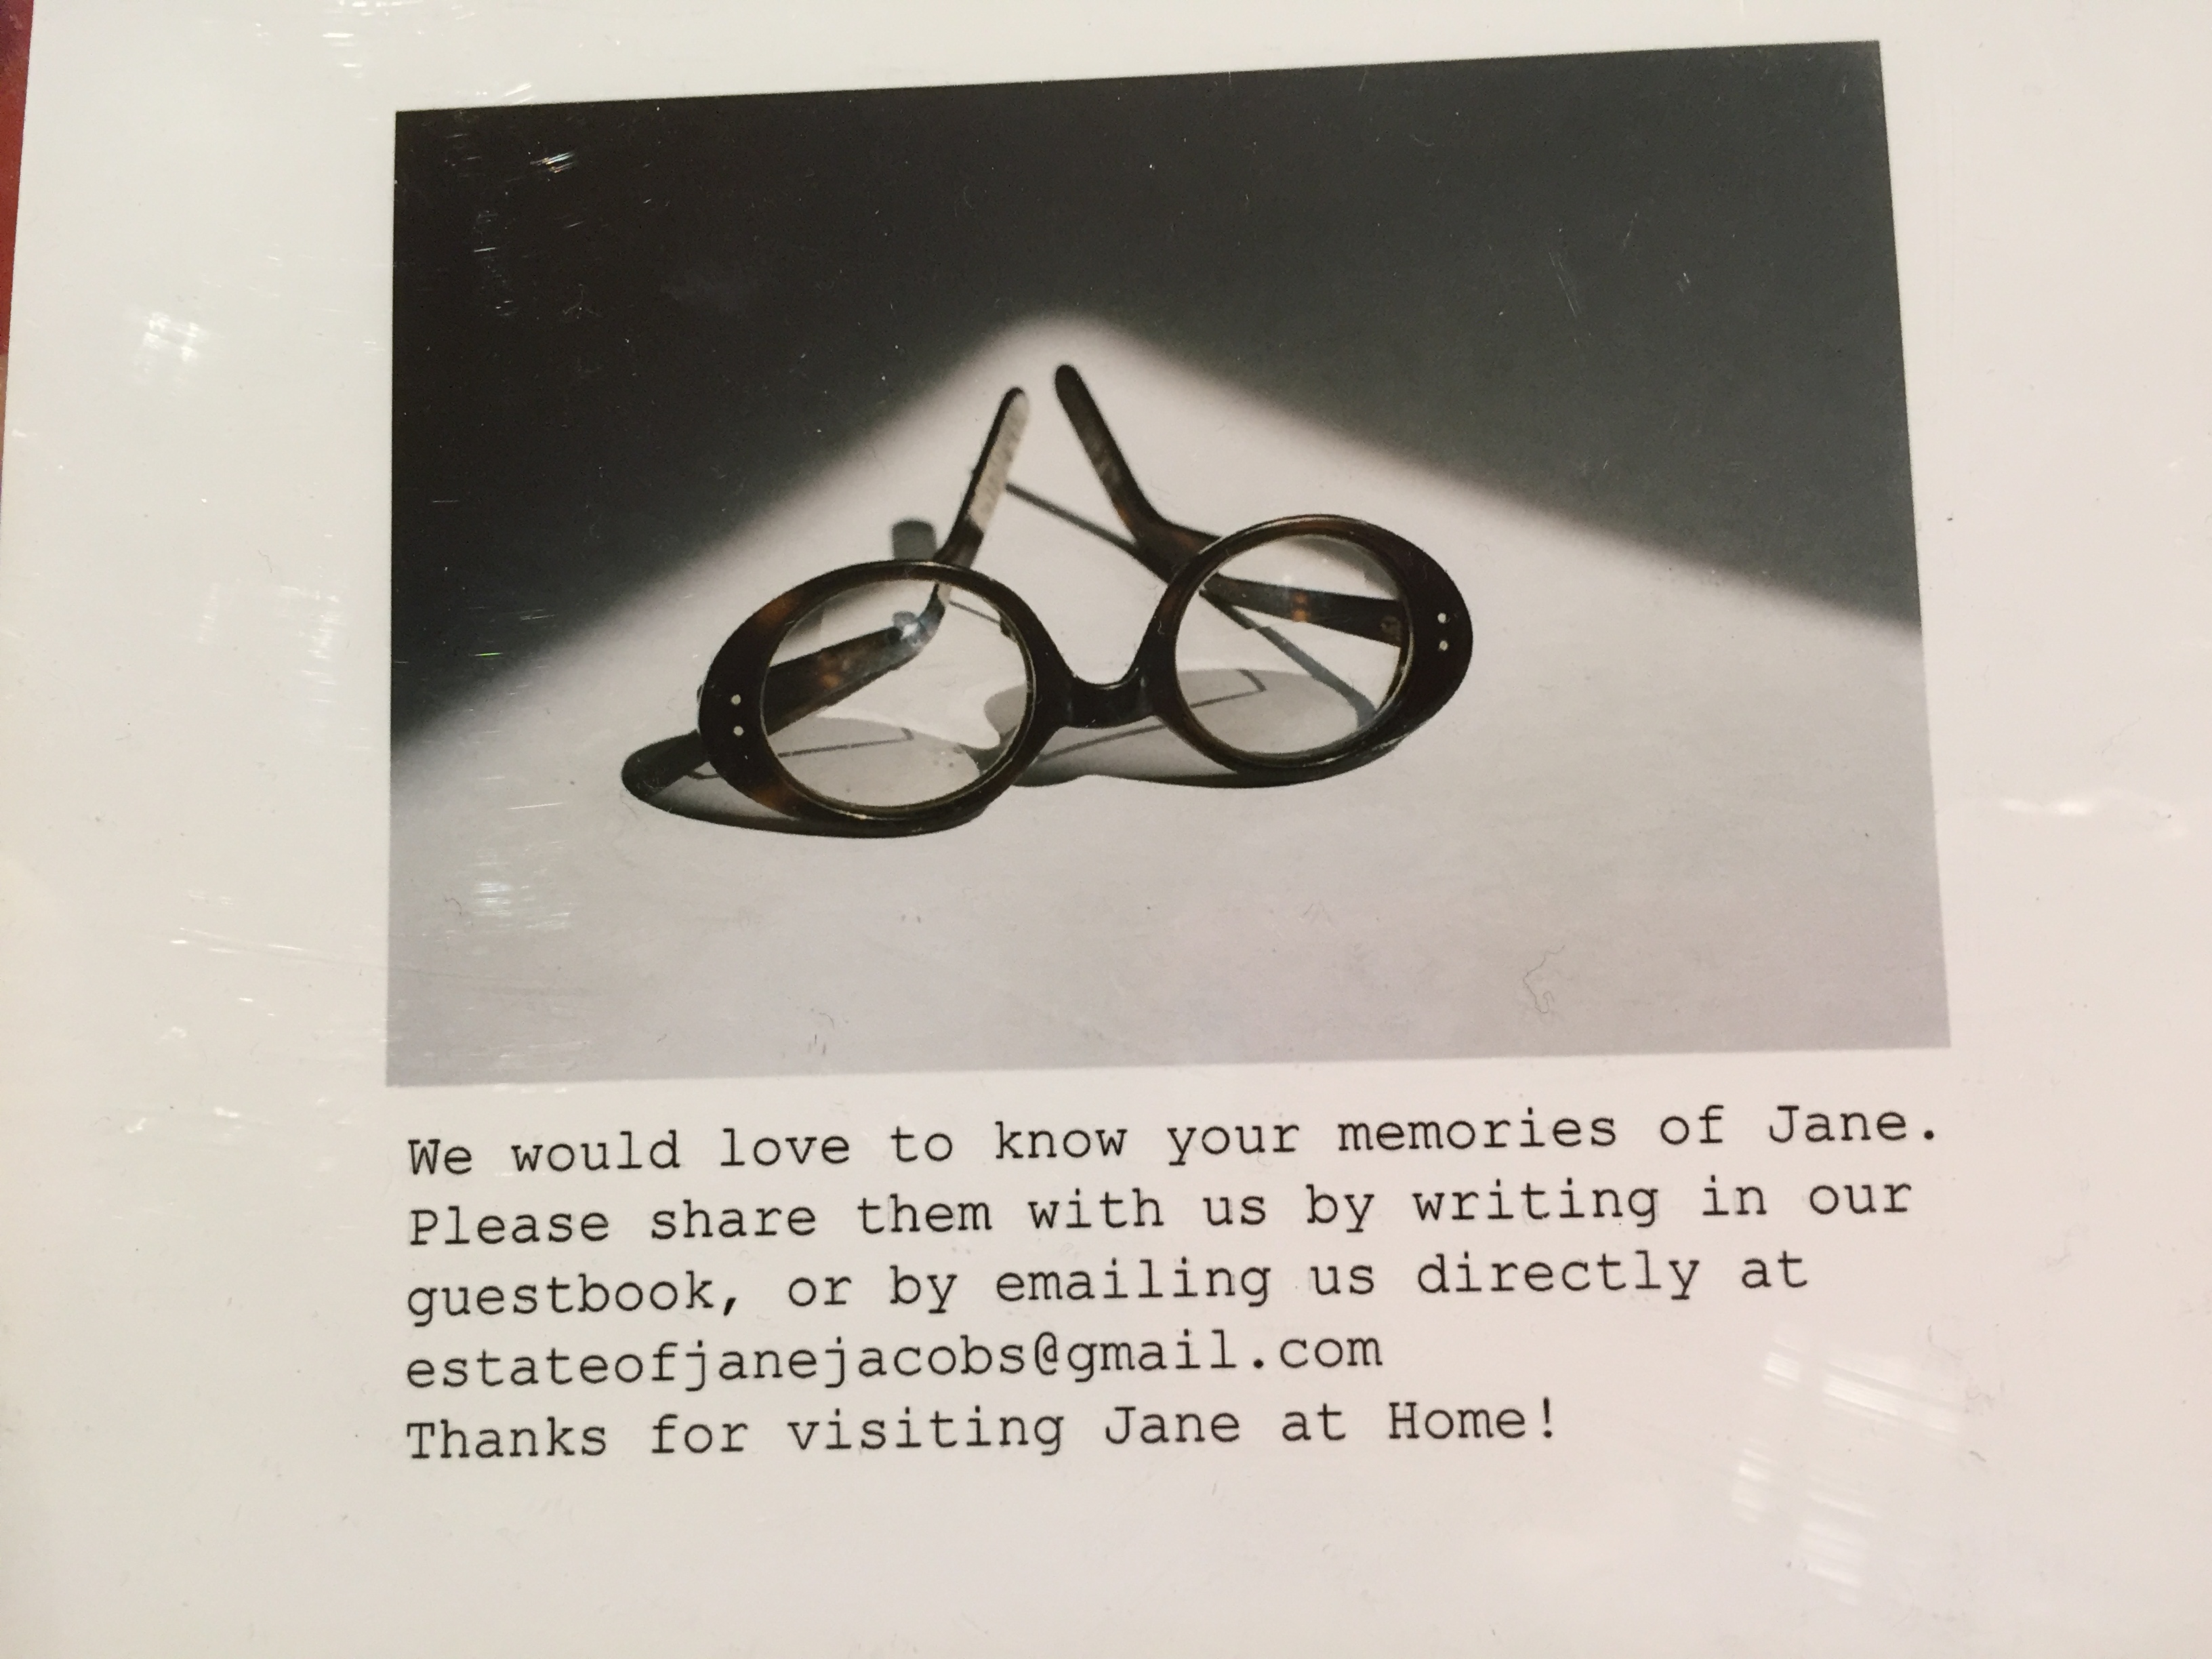 We would love to know your memories of Jane.
Please share them with us by writing in our
guestbook, or by emailing us directly at
estateofjanejacobs@gmail.com
Thanks for visiting Jane at Home!